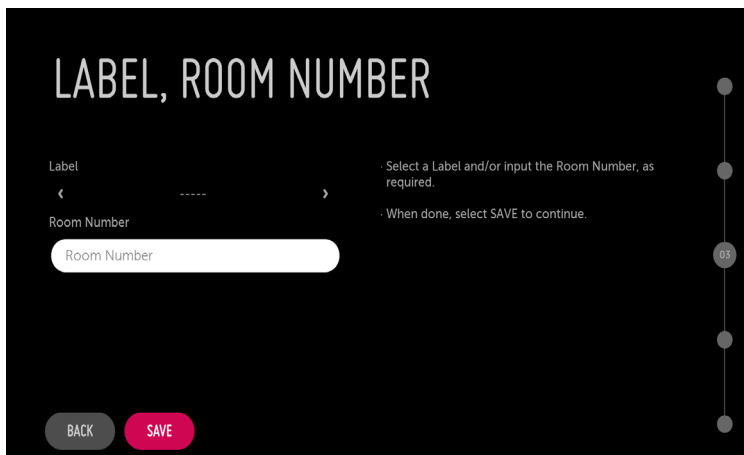 LABEL, ROOM NUMBER
Label
‹ ----- ›
Room Number
Room Number
· Select a Label and/or input the Room Number, as
required.
· When done, select SAVE to continue.
03
BACK
SAVE